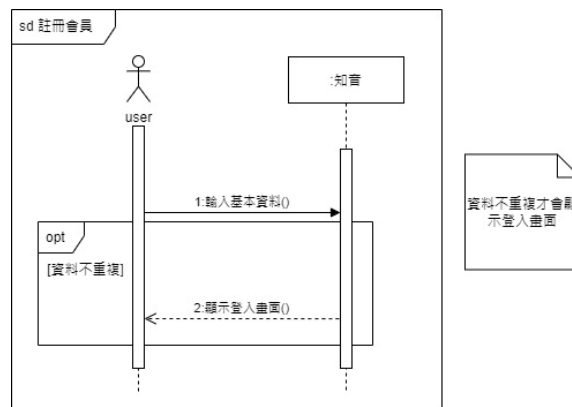 sd 註冊會員
:知音
user
1:輸入基本資料()
opt
[資料不重複]
2:顯示登入畫面()
資料不重複才會顯
示登入畫面